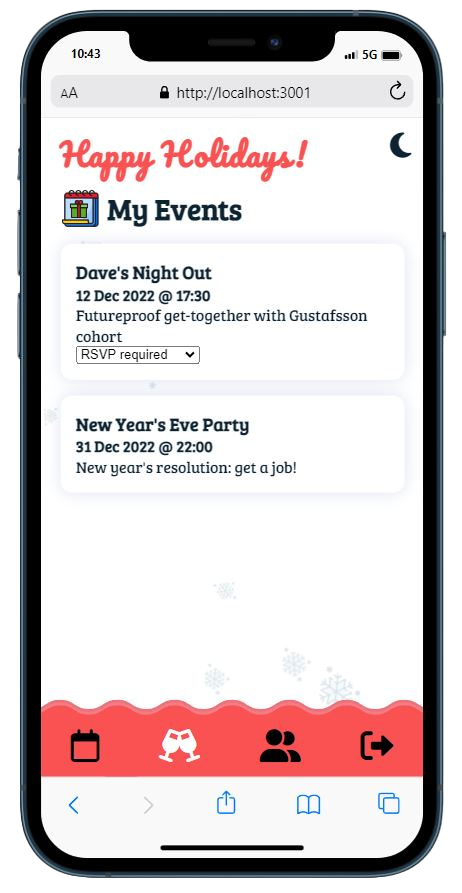 10:43
5G
AA
http://localhost:3001
Happy Holidays!
My Events
Dave's Night Out
12 Dec 2022 @ 17:30
Futureproof get-together with Gustafsson
cohort
RSVP required
New Year's Eve Party
31 Dec 2022 @ 22:00
New year's resolution: get a job!